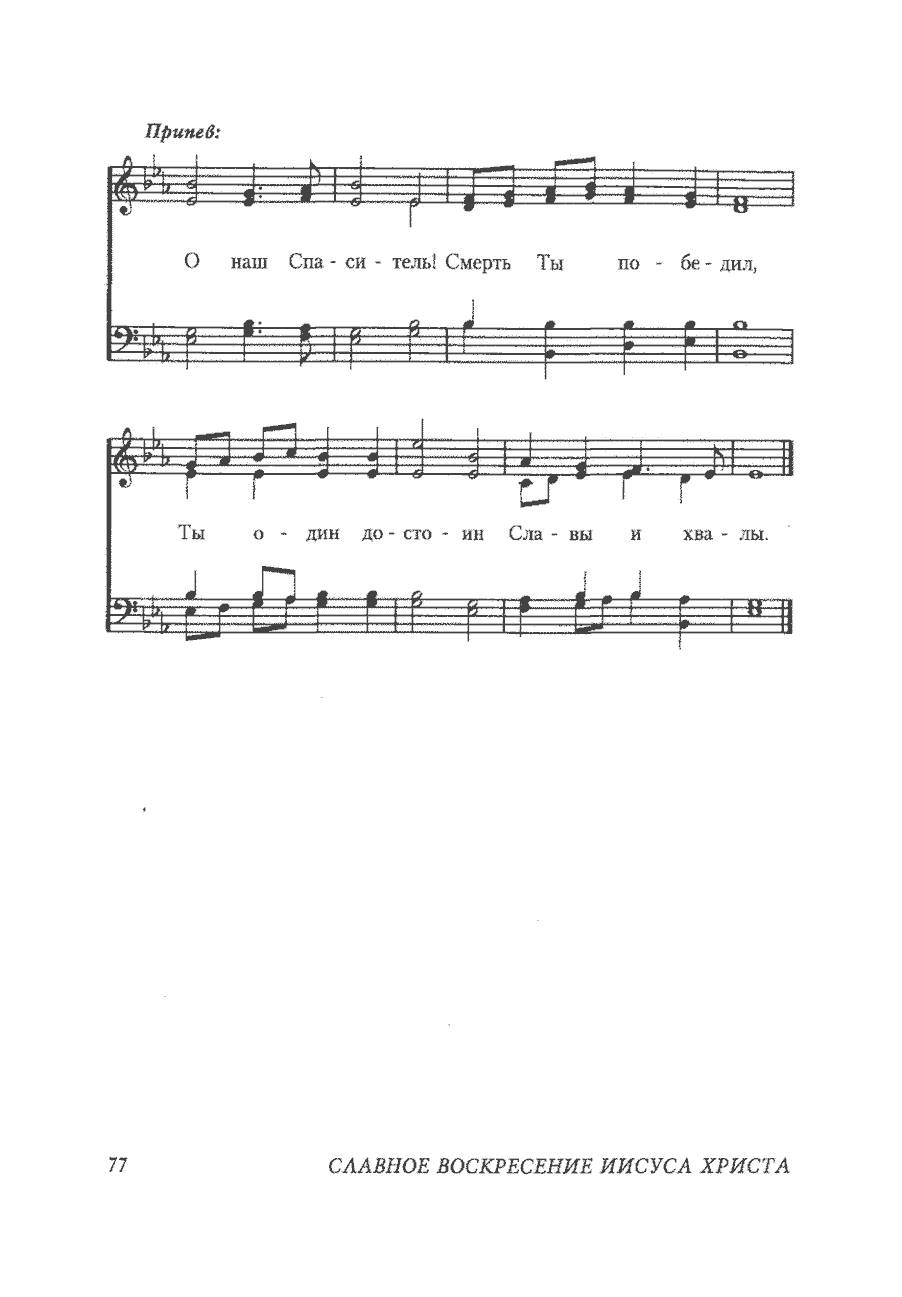 Припев:
О наш Спа - си - тель! Смерть Ты по - бе - дил,
Ты о - дин до - сто - ин Сла - вы и хва - лы.
77 СЛАВНОЕ ВОСКРЕСЕНИЕ ИИСУСА ХРИСТА